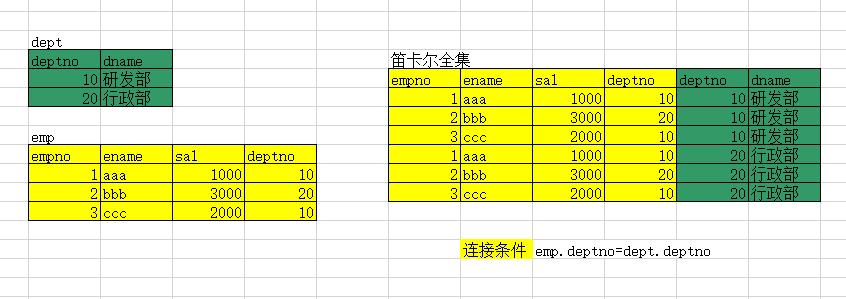 dept
deptno dname
10 研发部
20 行政部
emp
empno ename sal deptno
1 aaa 1000 10
2 bbb 3000 20
3 ccc 2000 10
笛卡尔全集
empno ename sal deptno deptno dname
1 aaa 1000 10 10 研发部
2 bbb 3000 20 10 研发部
3 ccc 2000 10 10 研发部
1 aaa 1000 10 20 行政部
2 bbb 3000 20 20 行政部
3 ccc 2000 10 20 行政部
连接条件 emp.deptno=dept.deptno